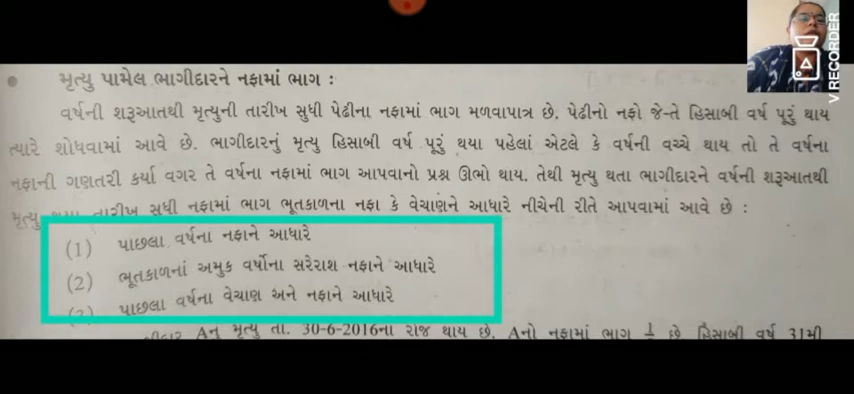 મૃત્યુ પામેલ ભાગીદારને નફામાં ભાગ :
વર્ષની શરૂઆતથી મૃત્યુની તારીખ સુધી પેઢીના નફામાં ભાગ મળવાપાત્ર છે. પેઢીનો નફો જે-તે હિસાબી વર્ષ પૂરું થાય
ત્યારે શોધવામાં આવે છે. ભાગીદારનું મૃત્યુ હિસાબી વર્ષ પૂરું થયા પહેલાં એટલે કે વર્ષની વચ્ચે થાય તો તે વર્ષના
નફાની ગણતરી કર્યા વગર તે વર્ષના નફામાં ભાગ આપવાનો પ્રશ્ન ઊભો થાય. તેથી મૃત્યુ થતા ભાગીદારને વર્ષની શરૂઆતથી
મૃત્યુ તારીખ સુધી નફામાં ભાગ ભૂતકાળના નફા કે વેચાણને આધારે નીચેની રીતે આપવામાં આવે છે :
(1) પાછલા વર્ષના નફાને આધારે
(2) ભૂતકાળનાં અમુક વર્ષોના સરેરાશ નફાને આધારે
પાછલા વર્ષના વેચાણ અને નફાને આધારે
Aનું મૃત્યુ તા. 30-6-2016ના રોજ થાય છે. Aનો નફામાં ભાગ છે. હિસાબી વર્ષ 31મી
V RECORDER